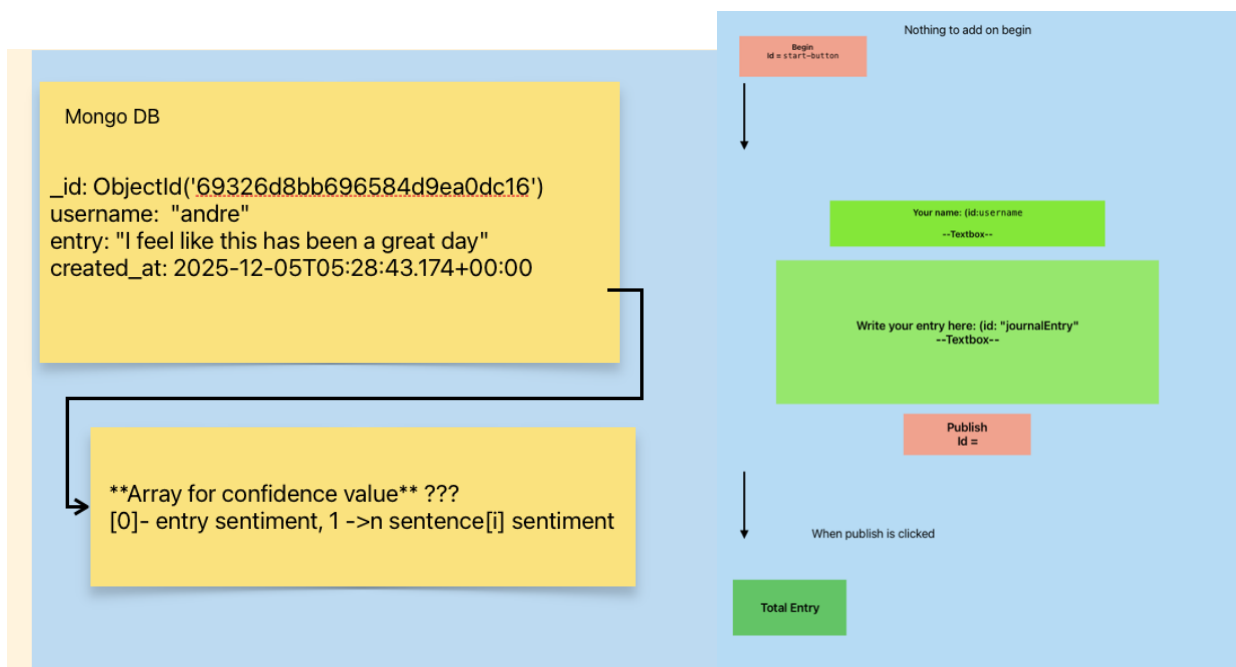 Mongo DB
_id: ObjectId('69326d8bb696584d9ea0dc16')
username:  "andre"
entry: "I feel like this has been a great day"
created_at: 2025-12-05T05:28:43.174+00:00
**Array for confidence value** ???
[0]- entry sentiment, 1 ->n sentence[i] sentiment
Nothing to add on begin
Begin
id = start-button
Your name: (id:username
--Textbox--
Write your entry here: (id: "journalEntry"
--Textbox--
Publish
Id =
When publish is clicked
Total Entry